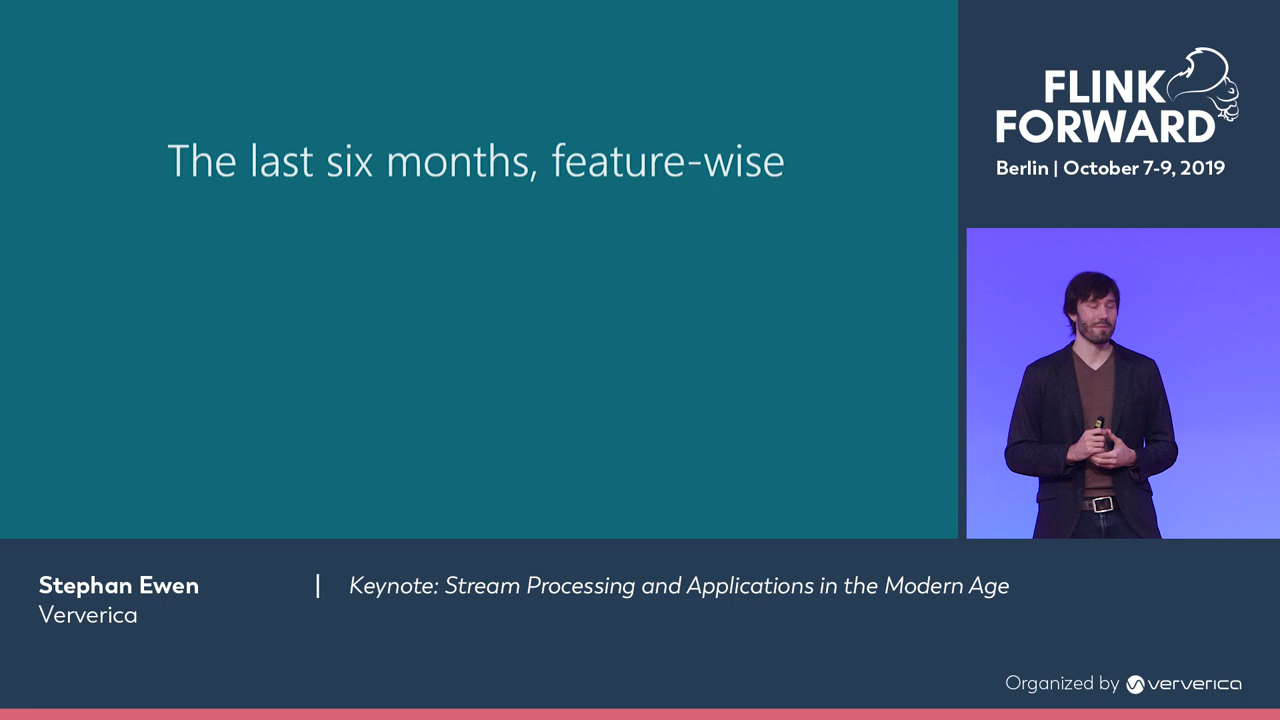 The last six months, feature-wise
FLINK
FORWARD
Berlin | October 7-9, 2019
Stephan Ewen | Keynote: Stream Processing and Applications in the Modern Age
Ververica
Organized by ververica